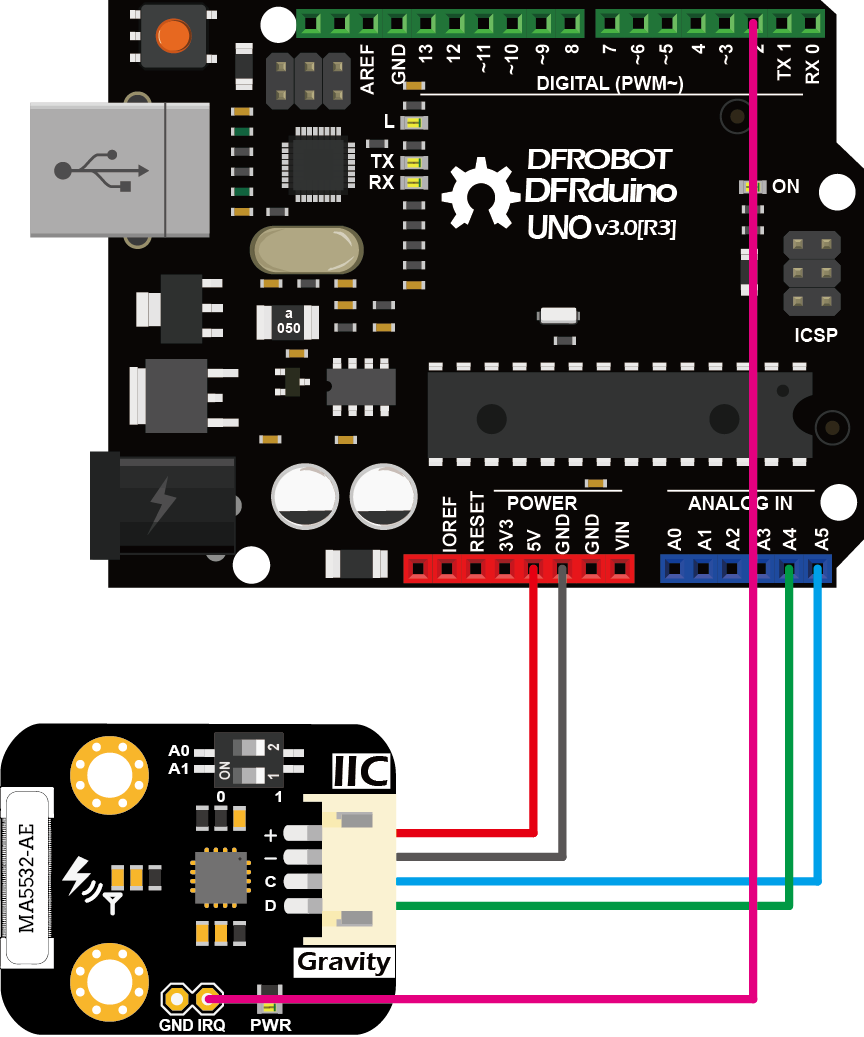 AREF
GND
13
12
~11
~10
~9
8
7
~6
~5
4
~3
2
TX 1
RX 0
DIGITAL (PWM~)
L
TX
RX
DFROBOT
DFRduino
UNO v3.0[R3]
ON
ICSP
a
050
POWER
ANALOG IN
IOREF
RESET
3V3
5V
GND
GND
VIN
A0
A1
A2
A3
A4
A5
A0
A1
ON
2
1
0 1
IIC
+
−
C
D
MA5532-AE
Gravity
GND IRQ PWR